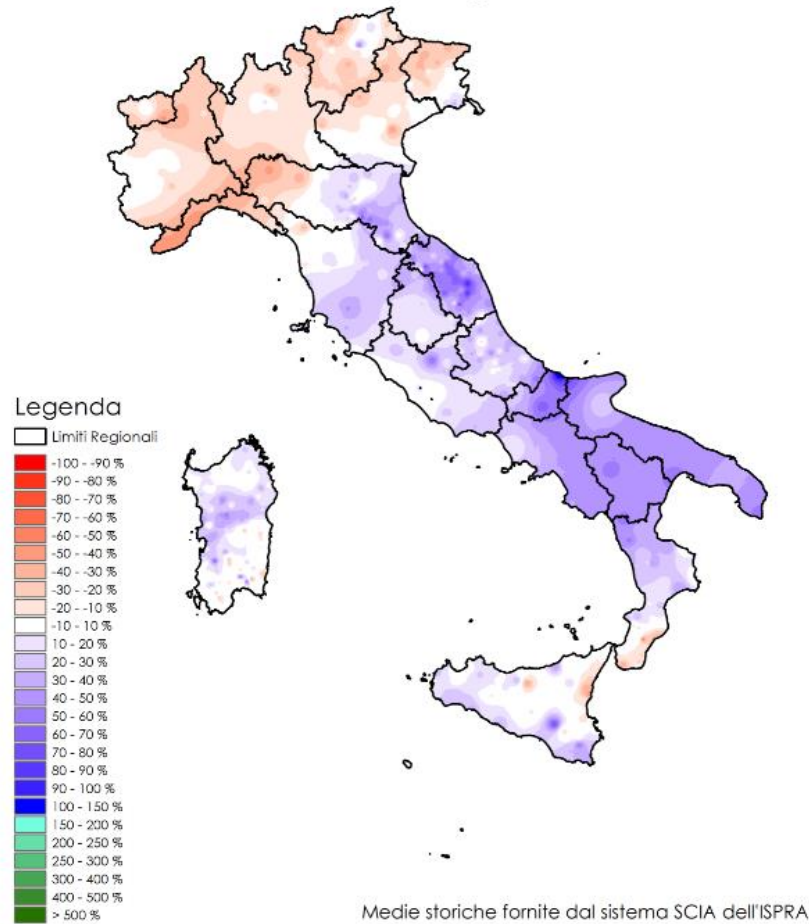 Legenda
Limiti Regionali
-100 - -90 %
-90 - -80 %
-80 - -70 %
-70 - -60 %
-60 - -50 %
-50 - -40 %
-40 - -30 %
-30 - -20 %
-20 - -10 %
-10 - 10 %
10 - 20 %
20 - 30 %
30 - 40 %
40 - 50 %
50 - 60 %
60 - 70 %
70 - 80 %
80 - 90 %
90 - 100 %
100 - 150 %
150 - 200 %
200 - 250 %
250 - 300 %
300 - 400 %
400 - 500 %
> 500 %
Medie storiche fornite dal sistema SCIA dell'ISPRA